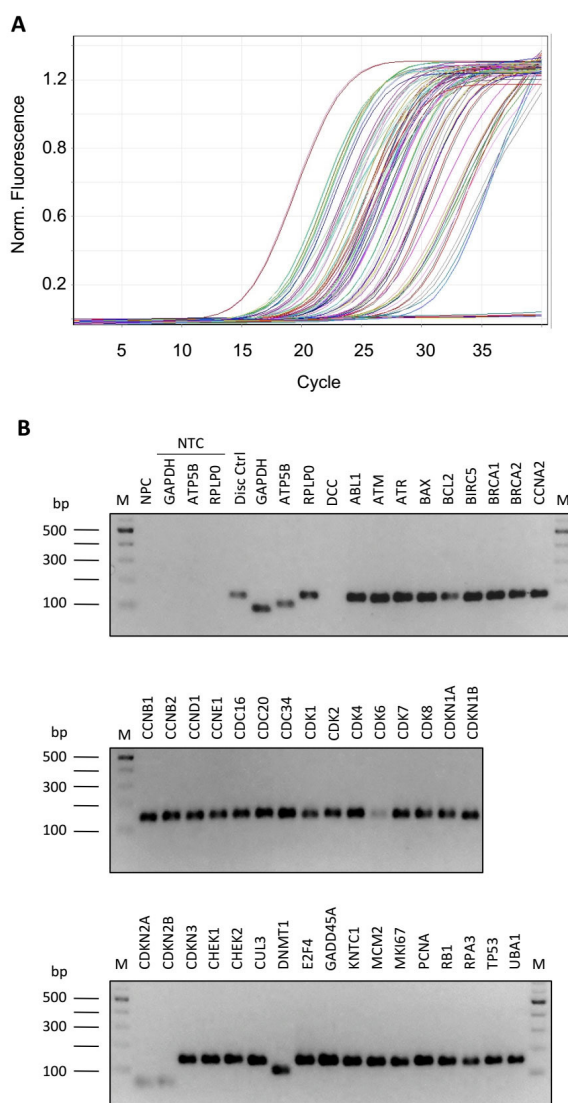 A
Norm. Fluorescence
1.2
0.8
0.6
0.2
5 10 15 20 25 30 35
Cycle
B
NTC
bp M NPC GAPDH ATP5B RPLP0 Disc Ctrl GAPDH ATP5B RPLP0 DCC ABL1 ATM ATR BAX BCL2 BIRC5 BRCA1 BRCA2 CCNA2 M
500
300
100
bp M CCNB1 CCNB2 CCND1 CCNE1 CDC16 CDC20 CDC34 CDK1 CDK2 CDK4 CDK6 CDK7 CDK8 CDKN1A CDKN1B
500
300
100
bp M CDKN2A CDKN2B CDKN3 CHEK1 CHEK2 CUL3 DNMT1 E2F4 GADD45A KNTC1 MCM2 MKI67 PCNA RB1 RPA3 TP53 UBA1 M
500
300
100